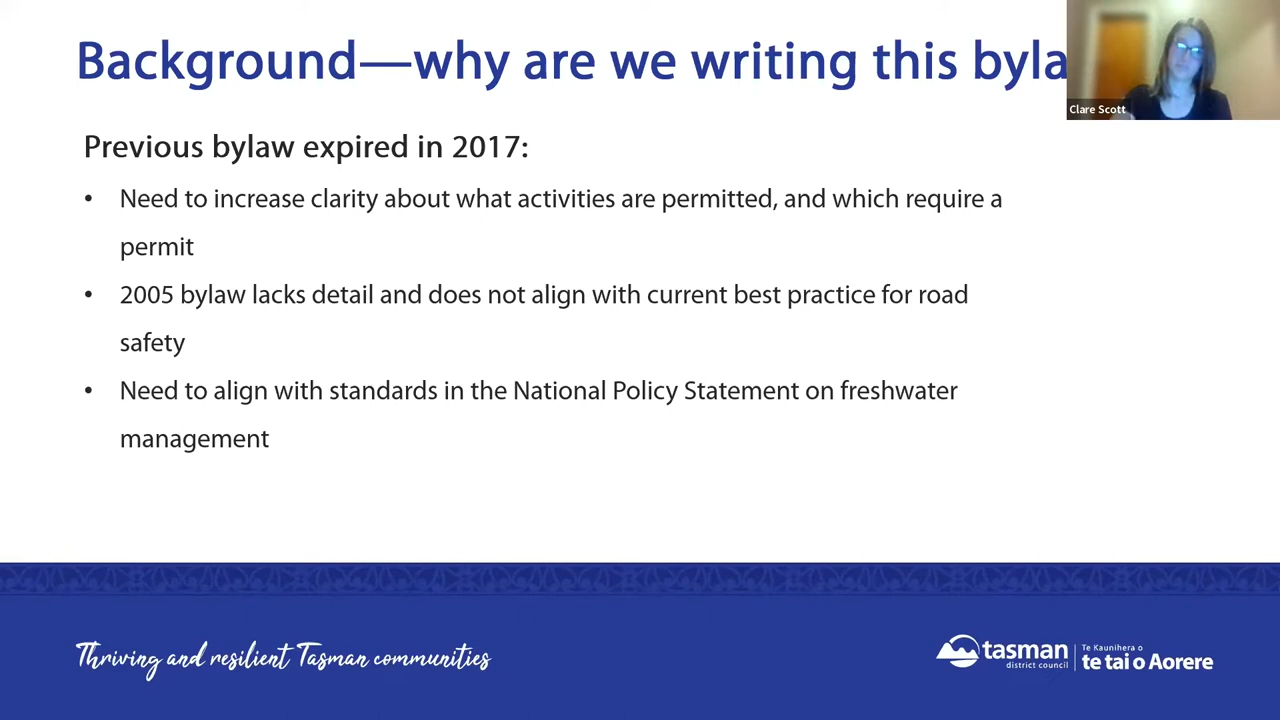 Background—why are we writing this byla
Clare Scott
Previous bylaw expired in 2017:
• Need to increase clarity about what activities are permitted, and which require a
permit
• 2005 bylaw lacks detail and does not align with current best practice for road
safety
• Need to align with standards in the National Policy Statement on freshwater
management
Thriving and resilient Tasman communities
tasman
district council
Te Kaunihera o
te tai o Aorere